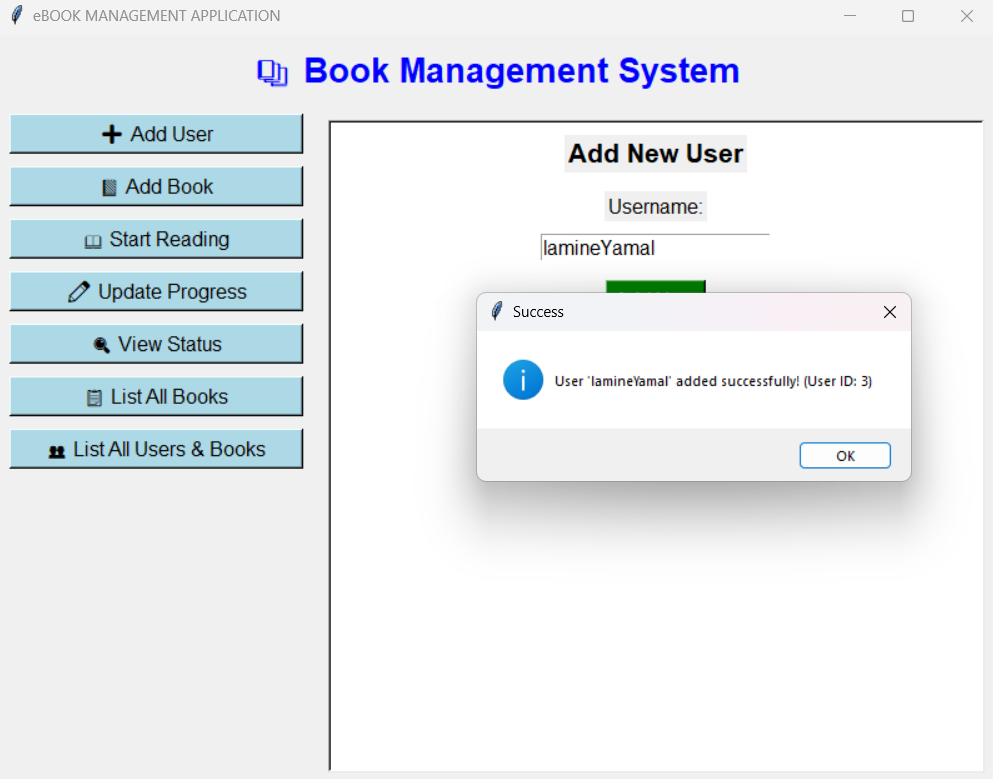 eBOOK MANAGEMENT APPLICATION
Book Management System
Add User
Add Book
Start Reading
Update Progress
View Status
List All Books
List All Users & Books
Add New User
Username:
lamineYamal
Success
User 'lamineYamal' added successfully! (User ID: 3)
OK